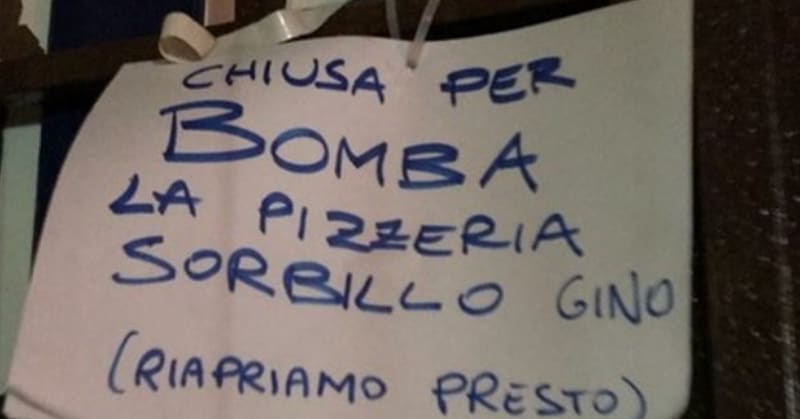 CHIUSA PER
BOMBA
LA PIZZERIA
SORBILLO GINO
(RIAPRIAMO PRESTO)